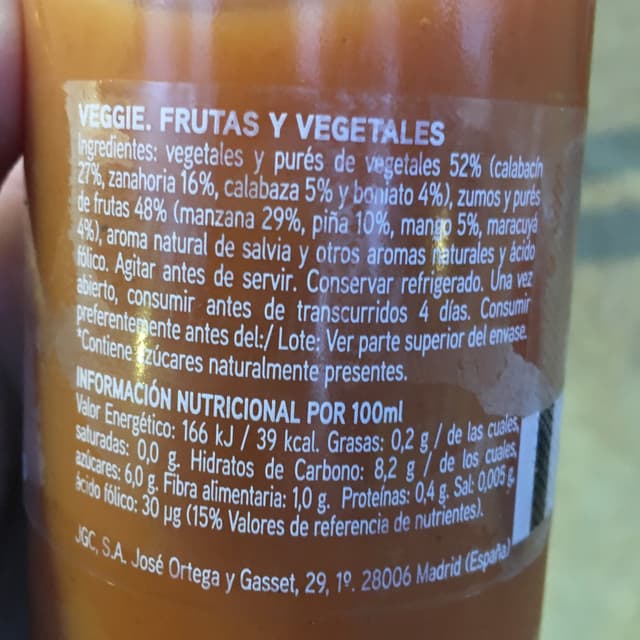 VEGGIE. FRUTAS Y VEGETALES
Ingredientes: vegetales y purés de vegetales 52% (calabacín
27%, zanahoria 16%, calabaza 5% y boniato 4%), zumos y purés
de frutas 48% (manzana 29%, piña 10%, mango 5%, maracuyá
4%), aroma natural de salvia y otros aromas naturales y ácido
fólico. Agitar antes de servir. Conservar refrigerado. Una vez
abierto, consumir antes de transcurridos 4 días. Consumir
preferentemente antes del:/ Lote: Ver parte superior del envase.
*Contiene azúcares naturalmente presentes.
INFORMACIÓN NUTRICIONAL POR 100ml
Valor Energético: 166 kJ / 39 kcal. Grasas: 0,2 g / de las cuales,
saturadas: 0,0 g. Hidratos de Carbono: 8,2 g / de los cuales,
azúcares: 6,0 g. Fibra alimentaria: 1,0 g. Proteínas: 0,4 g. Sal: 0,005 g.
ácido fólico: 30 µg (15% Valores de referencia de nutrientes).
JGC, S.A. José Ortega y Gasset, 29, 1º. 28006 Madrid (España)